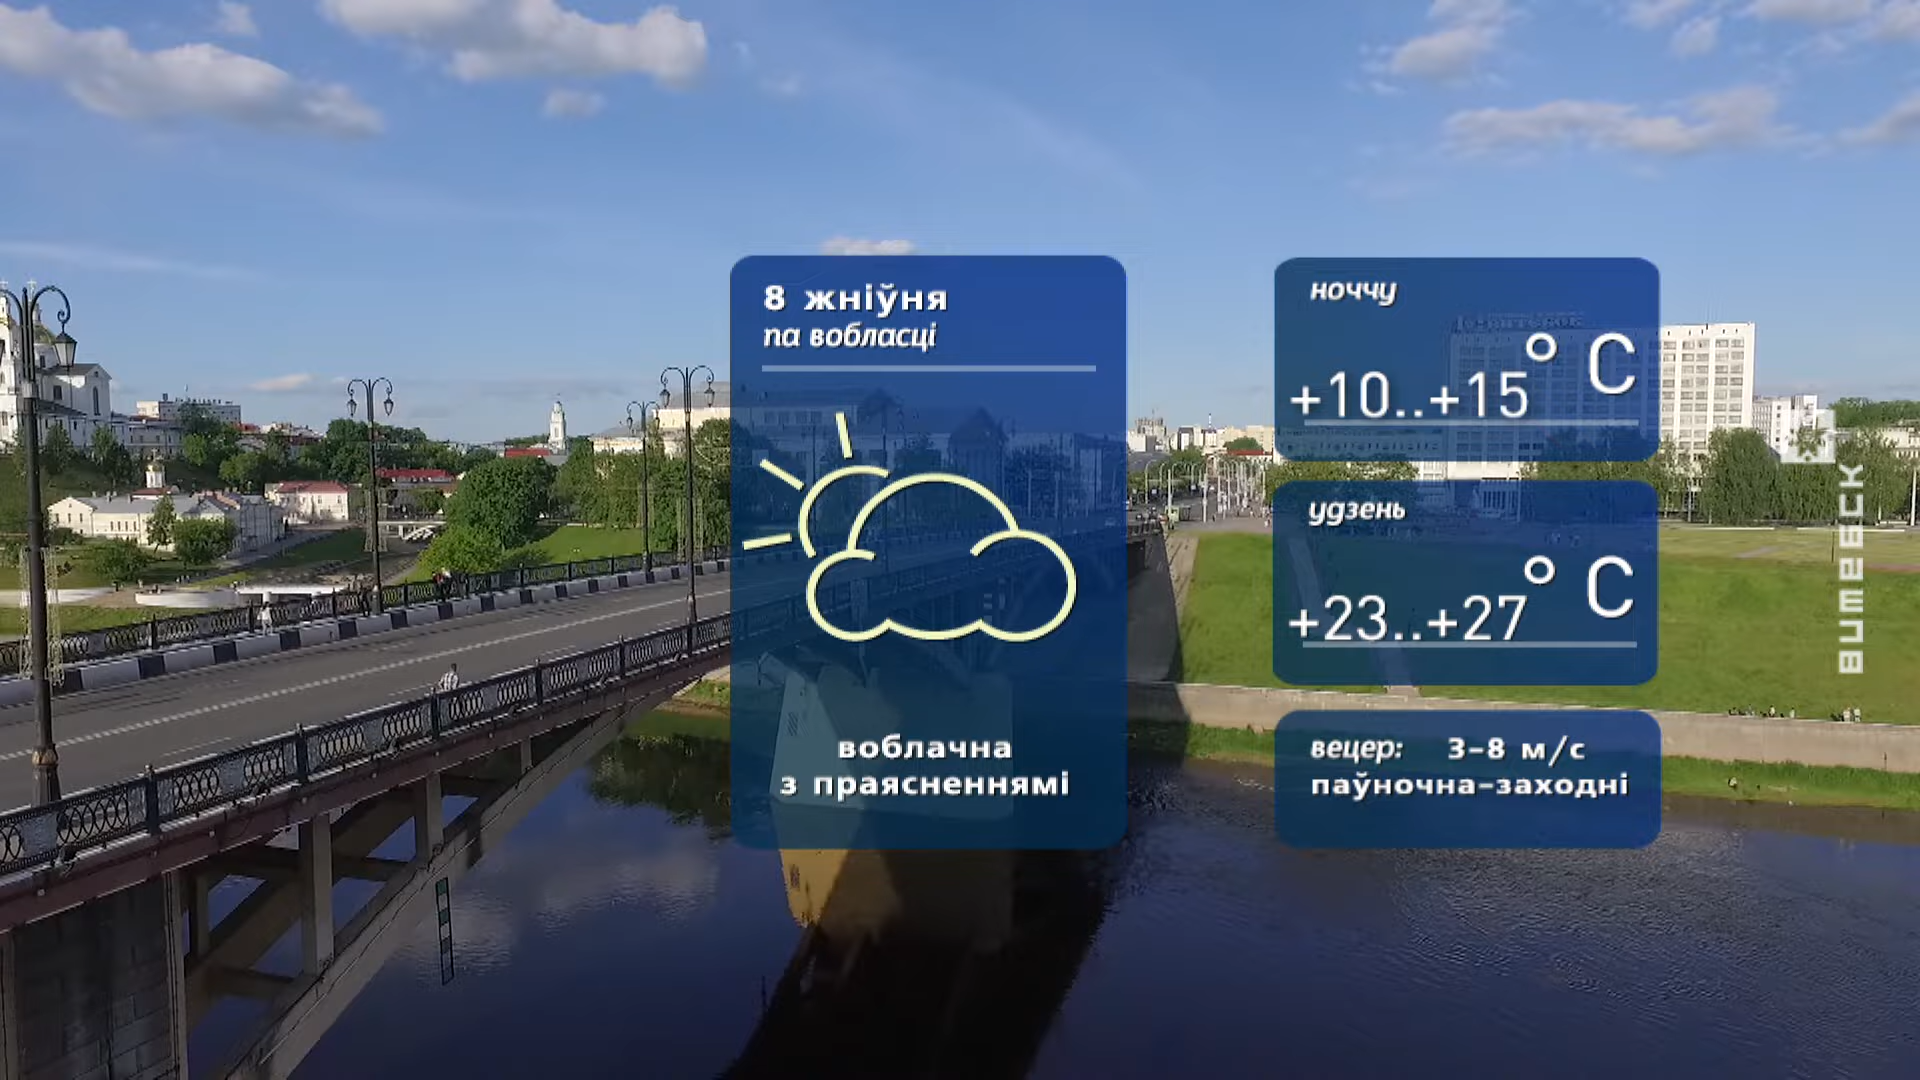 8 жніўня
па вобласці
воблачна
з праясненнямі
ноччу
+10..+15° C
удзень
+23..+27° C
вецер: 3-8 м/с
паўночна-заходні
витебск